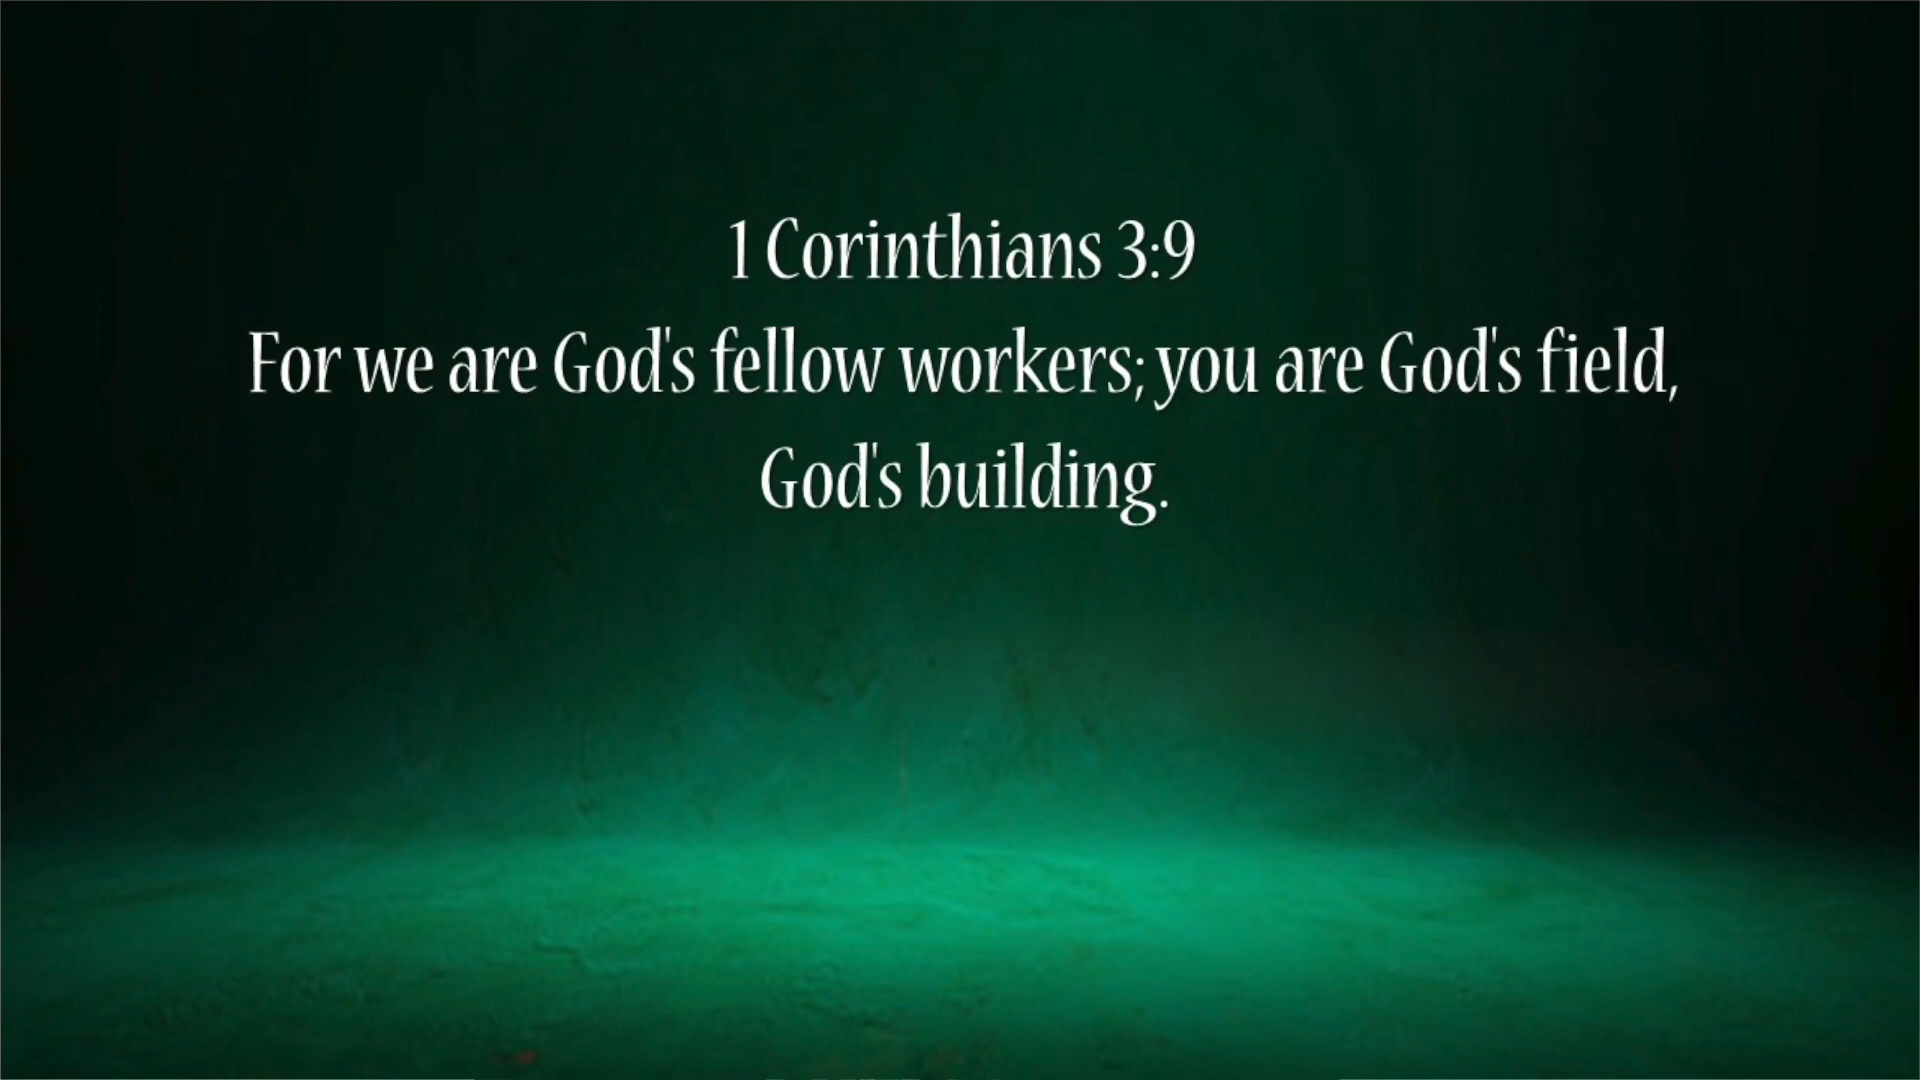 1 Corinthians 3:9
For we are God's fellow workers; you are God's field,
God's building.